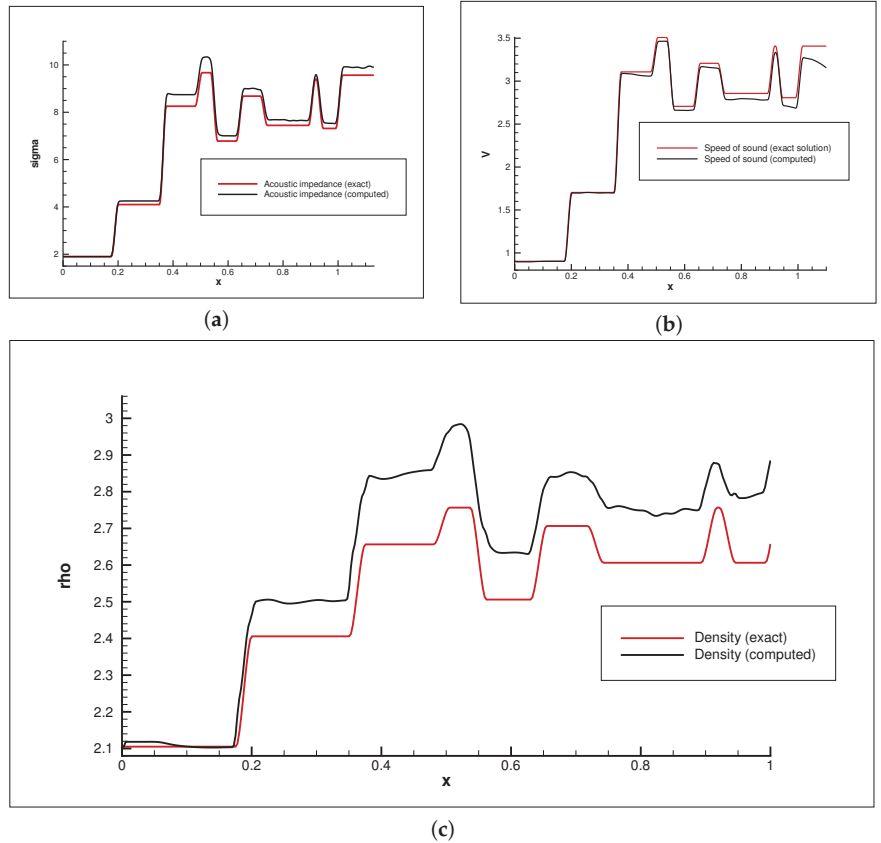 10
8
6
4
2
sigma
Acoustic impedance (exact)
Acoustic impedance (computed)
0 0.2 0.4 0.6 0.8 1
x
(a)
3.5
3
2.5
2
1.5
1
V
Speed of sound (exact solution)
Speed of sound (computed)
0 0.2 0.4 0.6 0.8 1
x
(b)
3
2.9
2.8
2.7
2.6
2.5
2.4
2.3
2.2
2.1
rho
Density (exact)
Density (computed)
0 0.2 0.4 0.6 0.8 1
x
(c)